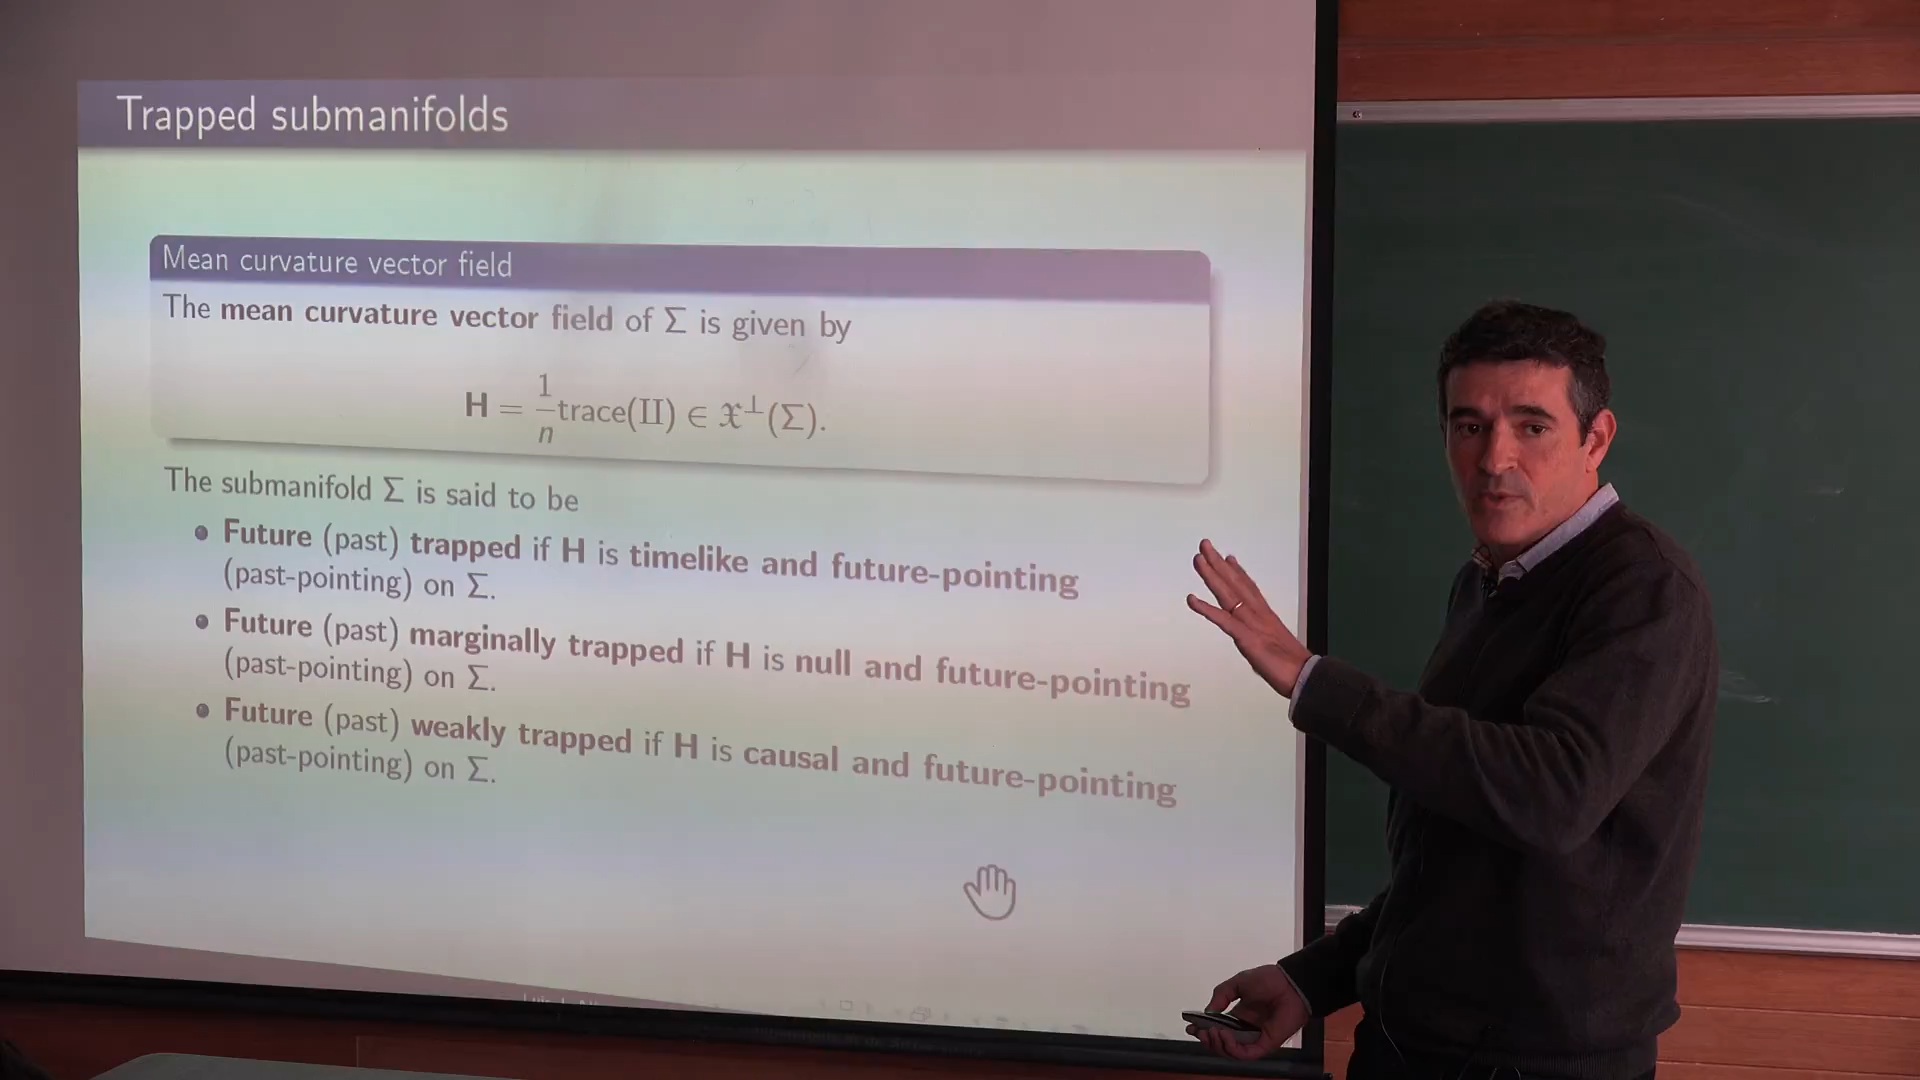 Trapped submanifolds
Mean curvature vector field
The mean curvature vector field of Σ is given by
H = 1/n trace(II) ∈ 𝔛⊥(Σ).
The submanifold Σ is said to be
• Future (past) trapped if H is timelike and future-pointing
(past-pointing) on Σ.
• Future (past) marginally trapped if H is null and future-pointing
(past-pointing) on Σ.
• Future (past) weakly trapped if H is causal and future-pointing
(past-pointing) on Σ.